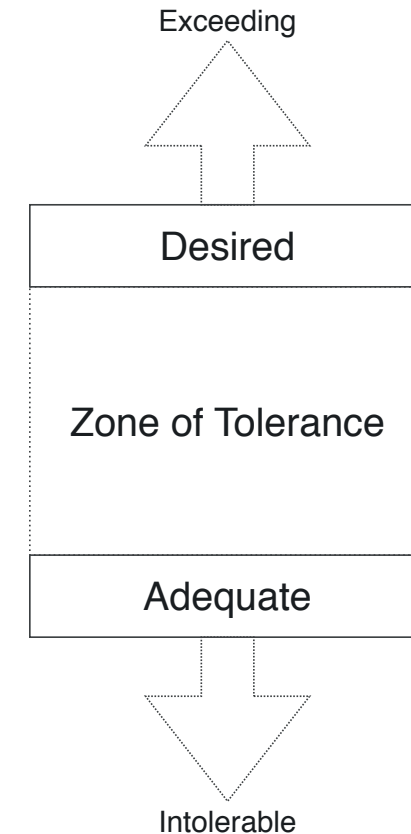 Exceeding
Desired
Zone of Tolerance
Adequate
Intolerable